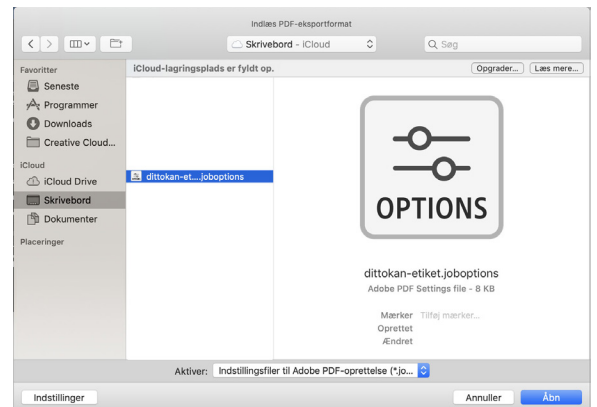 Indlæs PDF-eksportformat
Skrivebord - iCloud
Søg
Favoritter
iCloud-lagringsplads er fyldt op.
Opgrader...
Læs mere...
Seneste
Programmer
Downloads
Creative Cloud...
iCloud
iCloud Drive
Skrivebord
Dokumenter
Placeringer
dittokan-et....joboptions
OPTIONS
dittokan-etiket.joboptions
Adobe PDF Settings file - 8 KB
Mærker Tilføj mærker...
Oprettet
Ændret
Aktiver: Indstillingsfiler til Adobe PDF-oprettelse (*.jo...
Indstillinger
Annuller
Åbn